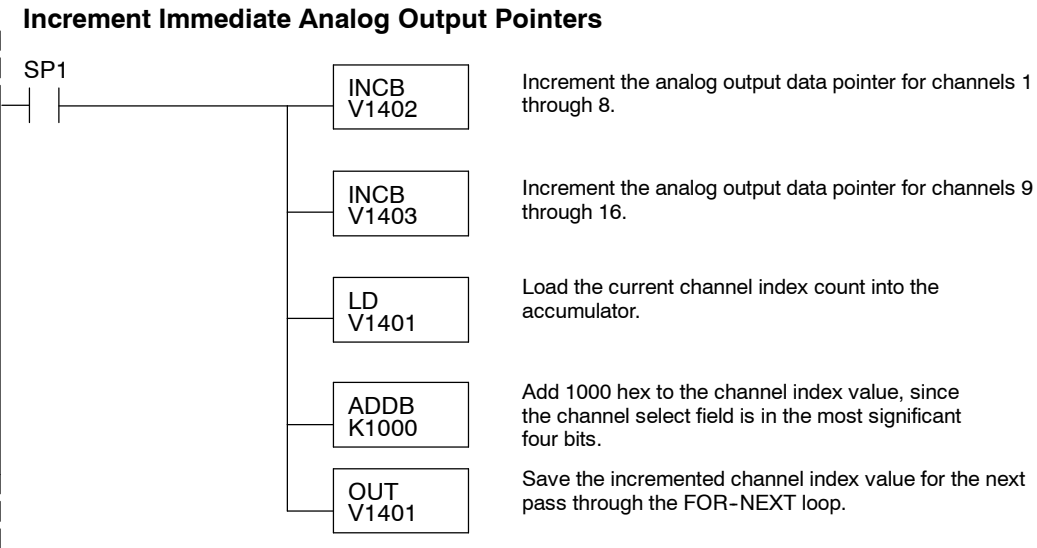 Increment Immediate Analog Output Pointers
SP1
INCB
V1402
Increment the analog output data pointer for channels 1
through 8.
INCB
V1403
Increment the analog output data pointer for channels 9
through 16.
LD
V1401
Load the current channel index count into the
accumulator.
ADDB
K1000
Add 1000 hex to the channel index value, since
the channel select field is in the most significant
four bits.
OUT
V1401
Save the incremented channel index value for the next
pass through the FOR-NEXT loop.